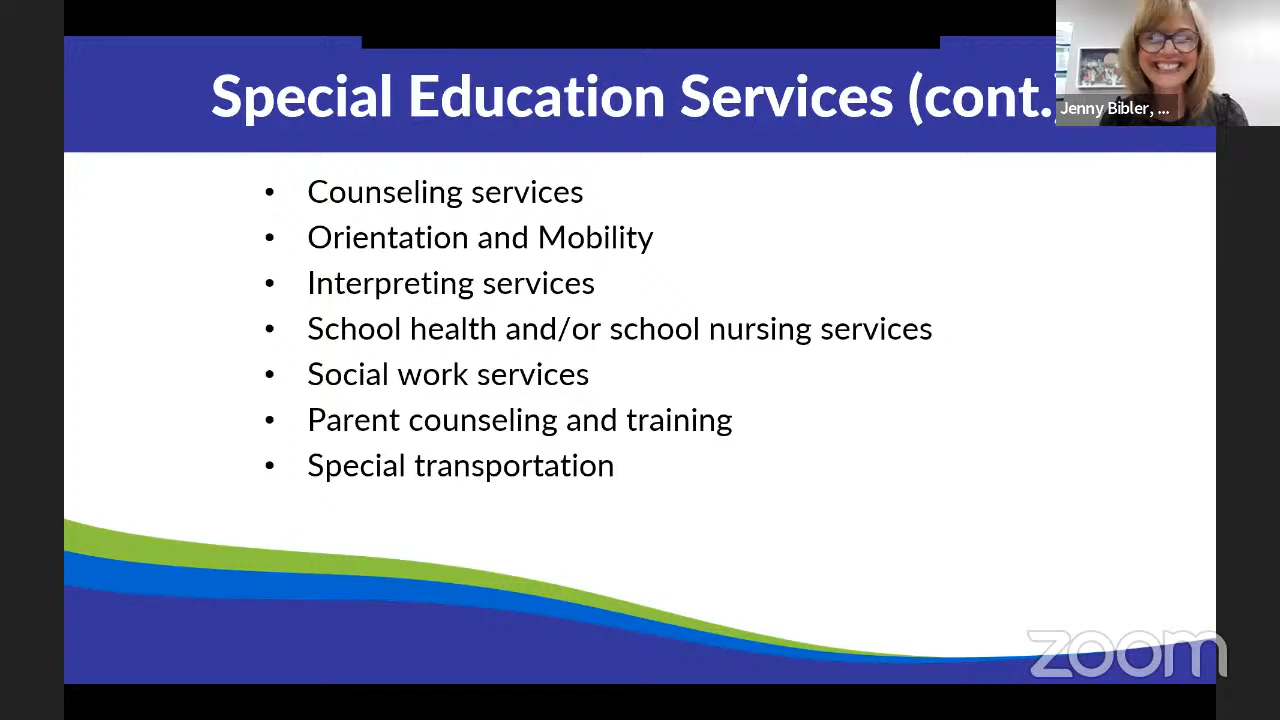 Special Education Services (cont.
Jenny Bibler, ...
• Counseling services
• Orientation and Mobility
• Interpreting services
• School health and/or school nursing services
• Social work services
• Parent counseling and training
• Special transportation
zoom